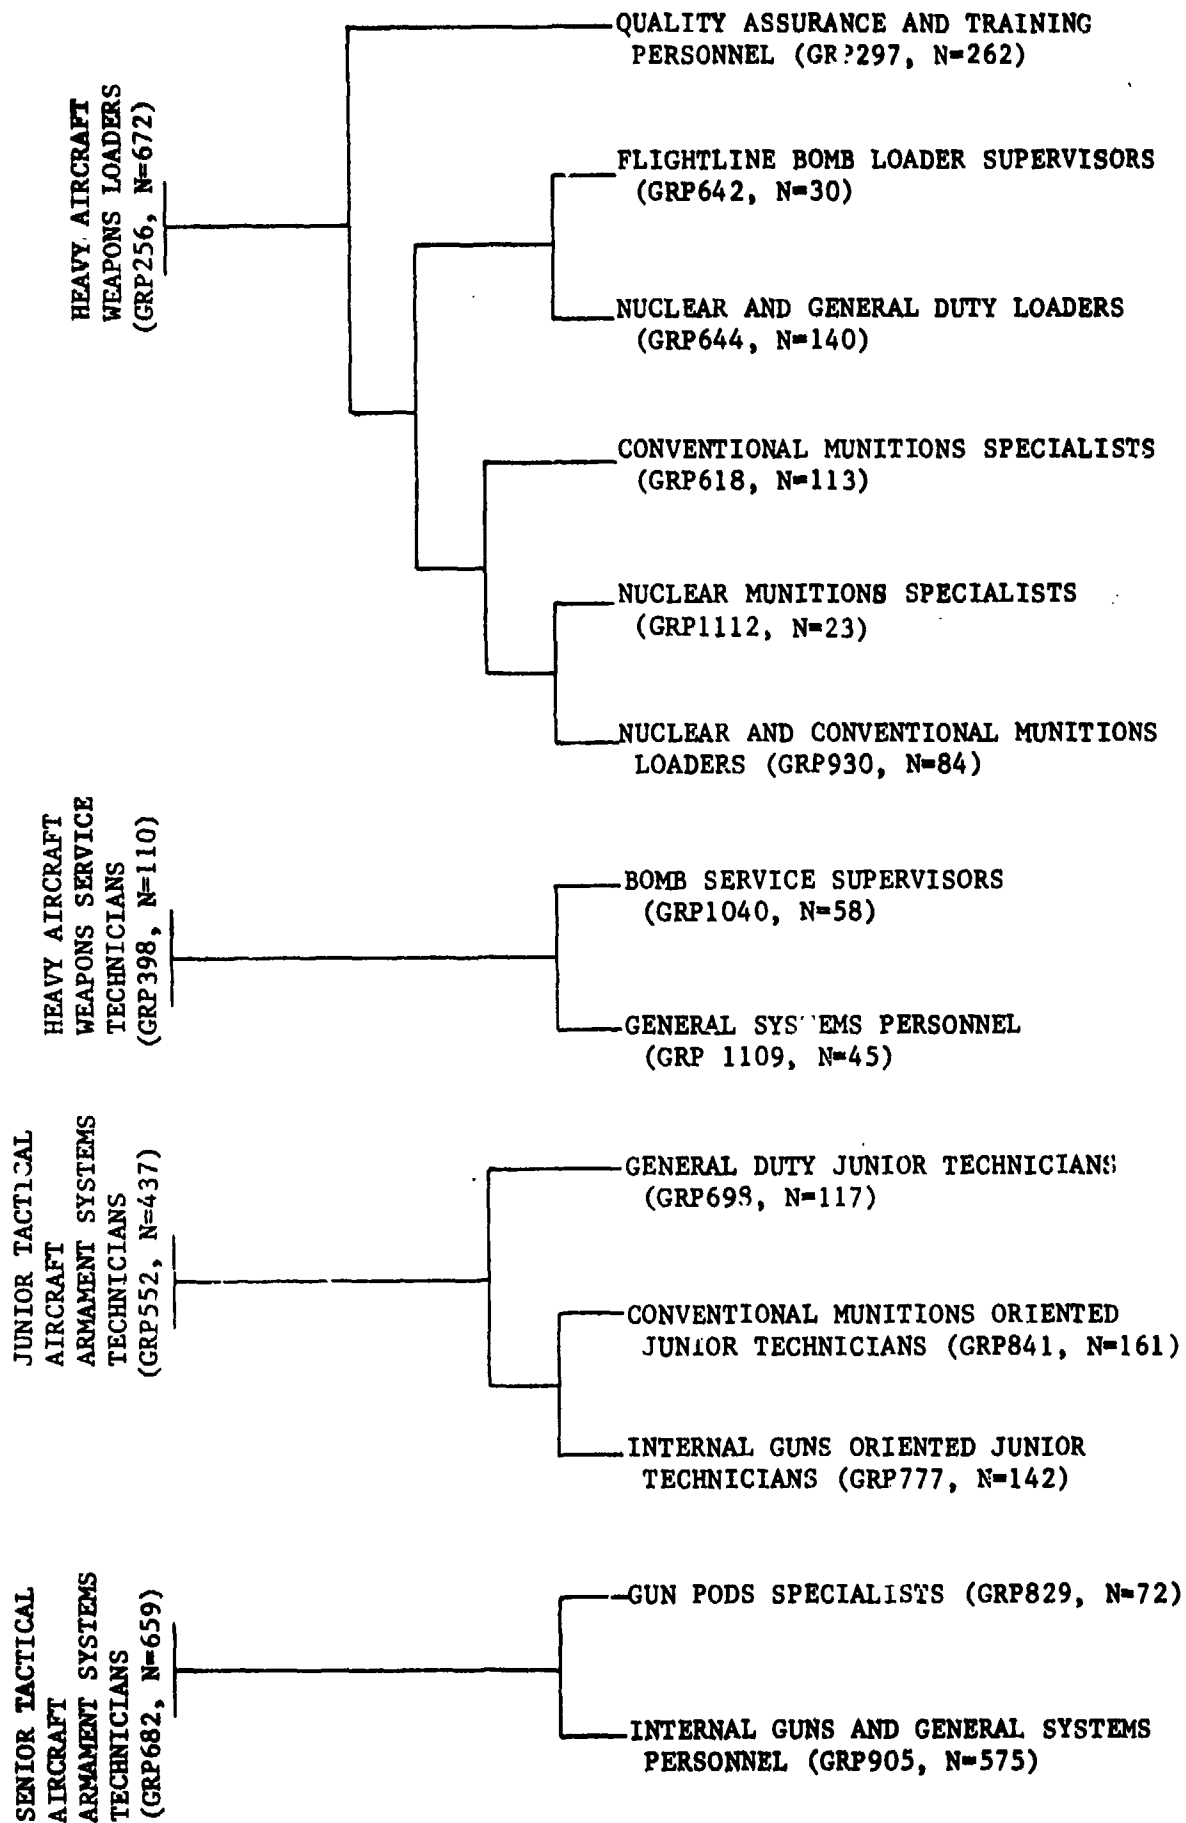 HEAVY AIRCRAFT
WEAPONS LOADERS
(GRP256, N=672)
QUALITY ASSURANCE AND TRAINING
PERSONNEL (GRP297, N=262)
FLIGHTLINE BOMB LOADER SUPERVISORS
(GRP642, N=30)
NUCLEAR AND GENERAL DUTY LOADERS
(GRP644, N=140)
CONVENTIONAL MUNITIONS SPECIALISTS
(GRP618, N=113)
NUCLEAR MUNITIONS SPECIALISTS
(GRP1112, N=23)
NUCLEAR AND CONVENTIONAL MUNITIONS
LOADERS (GRP930, N=84)
HEAVY AIRCRAFT
WEAPONS SERVICE
TECHNICIANS
(GRP398, N=110)
BOMB SERVICE SUPERVISORS
(GRP1040, N=58)
GENERAL SYSTEMS PERSONNEL
(GRP 1109, N=45)
JUNIOR TACTICAL
AIRCRAFT
ARMAMENT SYSTEMS
TECHNICIANS
(GRP552, N=437)
GENERAL DUTY JUNIOR TECHNICIANS
(GRP698, N=117)
CONVENTIONAL MUNITIONS ORIENTED
JUNIOR TECHNICIANS (GRP841, N=161)
INTERNAL GUNS ORIENTED JUNIOR
TECHNICIANS (GRP777, N=142)
SENIOR TACTICAL
AIRCRAFT
ARMAMENT SYSTEMS
TECHNICIANS
(GRP682, N=659)
GUN PODS SPECIALISTS (GRP829, N=72)
INTERNAL GUNS AND GENERAL SYSTEMS
PERSONNEL (GRP905, N=575)